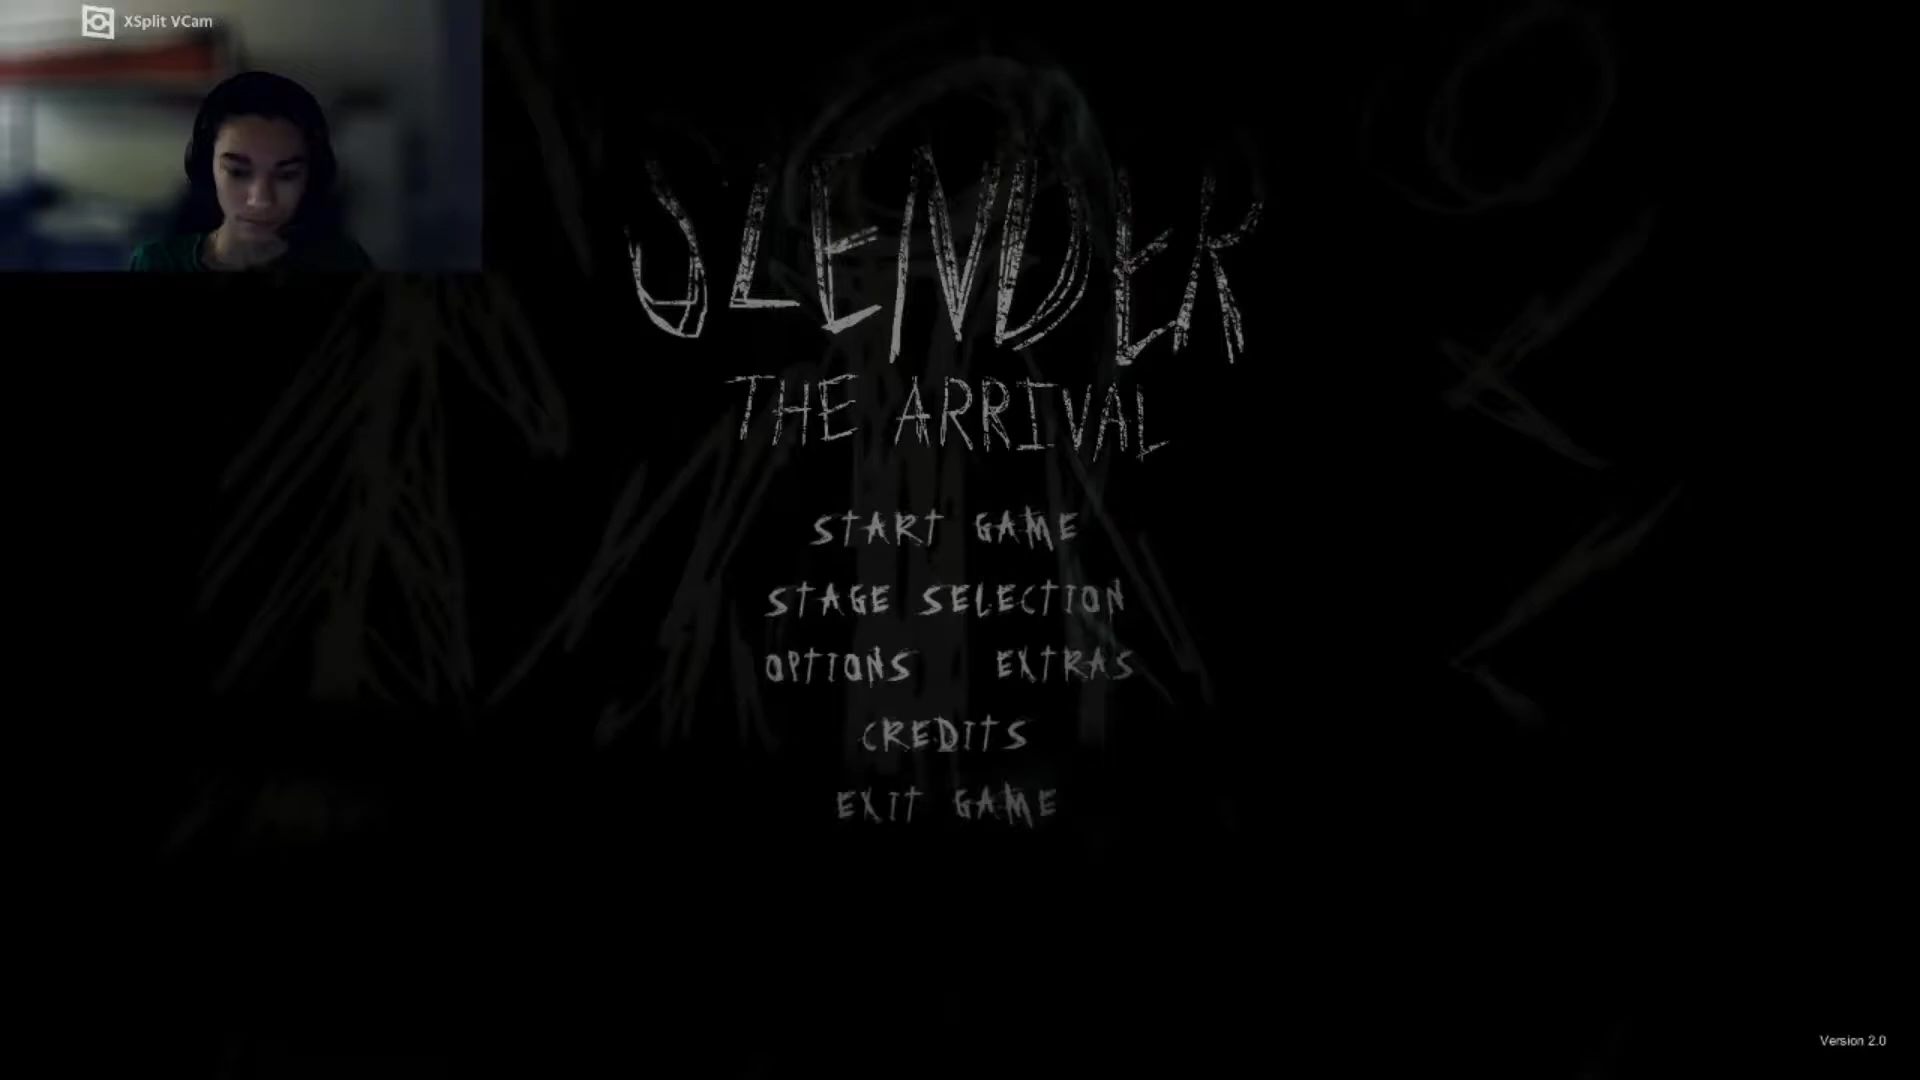 XSplit VCam
SLENDER
THE ARRIVAL
START GAME
STAGE SELECTION
OPTIONS EXTRAS
CREDITS
EXIT GAME
Version 2.0